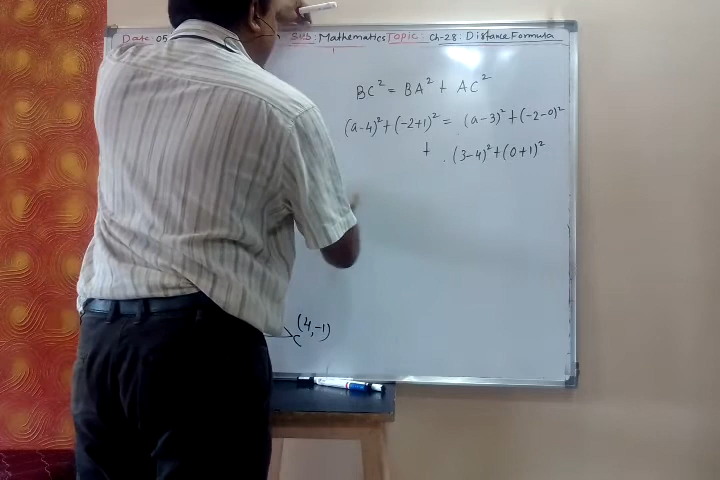 Date: 05 Sub: Mathematics Topic: Ch-28: Distance Formula
BC² = BA² + AC²
(a-4)² + (-2+1)² = (a-3)² + (-2-0)²
+ (3-4)² + (0+1)²
(4,-1)
C